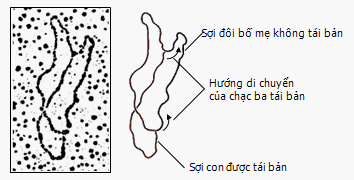 Sợi đôi bố mẹ không tái bản
Hướng di chuyển
của chạc ba tái bản
Sợi con được tái bản